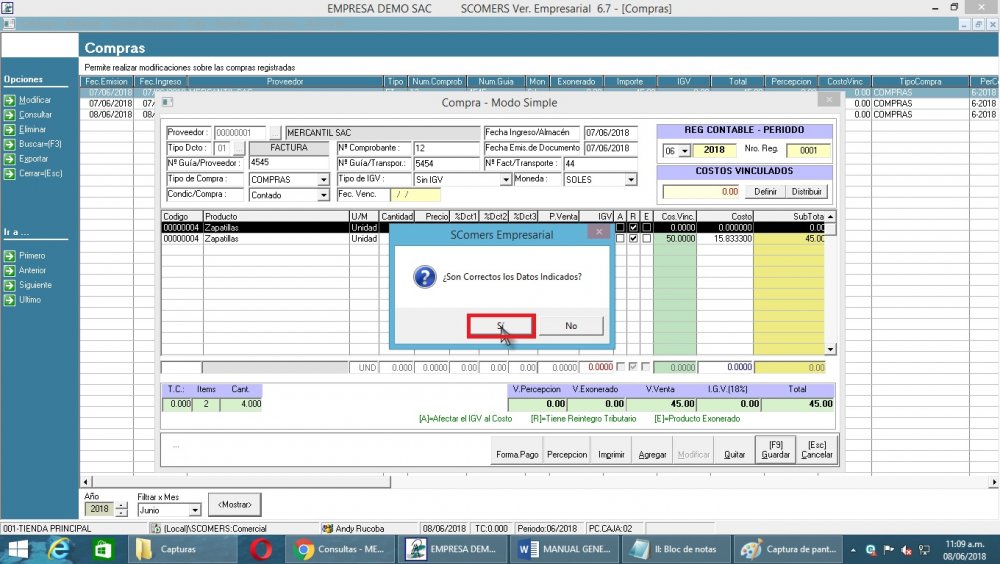 EMPRESA DEMO SAC SCOMERS Ver. Empresarial 6.7 - [Compras]
Compras
Permite realizar modificaciones sobre las compras registradas
Opciones
Modificar
Consultar
Eliminar
Buscar=(F3)
Exportar
Cerrar=(Esc)
Ir a ...
Primero
Anterior
Siguiente
Ultimo
Fec.Emision Fec.Ingreso Proveedor Tipo Num.Comprob Num.Guia Mon Exonerado Importe IGV Total Percepcion CostoVinc TipoCompra PerC
07/06/2018 0.00 COMPRAS 6-2018
07/06/2018 07/ 0.00 COMPRAS 6-2018
08/06/2018 08/ 0.00 COMPRAS 6-2018
Compra - Modo Simple
Proveedor : 00000001 ... MERCANTIL SAC Fecha Ingreso/Almacén 07/06/2018
Tipo Dcto : 01 ... FACTURA Nº Comprobante : 12 Fecha Emis.de Documento 07/06/2018
Nº Guía/Proveedor : 4545 Nº Guía/Transpor.: 5454 Nº Fact/Transporte : 44
Tipo de Compra : COMPRAS Tipo de IGV : Sin IGV Moneda : SOLES
Condic/Compra : Contado Fec. Venc. / /
REG CONTABLE - PERIODO
06 2018 Nro. Reg. 0001
COSTOS VINCULADOS
0.00 Definir Distribuir
Codigo Producto U/M Cantidad Precio %Dct1 %Dct2 %Dct3 P.Venta IGV A R E Cos.Vinc. Costo SubTota
00000004 Zapatillas Unidad 0.0000 0.000000 0.00
00000004 Zapatillas Unidad 50.0000 15.833300 45.00
SComers Empresarial
¿Son Correctos los Datos Indicados?
Sí No
UND 0.000 0.0000 0.00 0.00 0.00 0.0000 0.0000 0.0000 0.0000 0.00
T.C.: Items Cant.
0.000 2 4.000
V.Percepcion V.Exonerado V.Venta I.G.V.(18%) Total
0.00 0.00 45.00 0.00 45.00
[A]=Afectar el IGV al Costo [R]=Tiene Reintegro Tributario [E]=Producto Exonerado
...
Forma.Pago Percepcion Imprimir Agregar Modificar Quitar [F9] Guardar [Esc] Cancelar
Año Filtrar x Mes
2018 Junio <Mostrar>
001-TIENDA PRINCIPAL (Local)\SCOMERS:Comercial Andy Rucoba 08/06/2018 TC:0.000 Periodo:06/2018 PC.CAJA:02
Capturas Consultas - ME... EMPRESA DEM... MANUAL GENE... II: Bloc de notas Captura de pant...
11:09 a.m.
08/06/2018